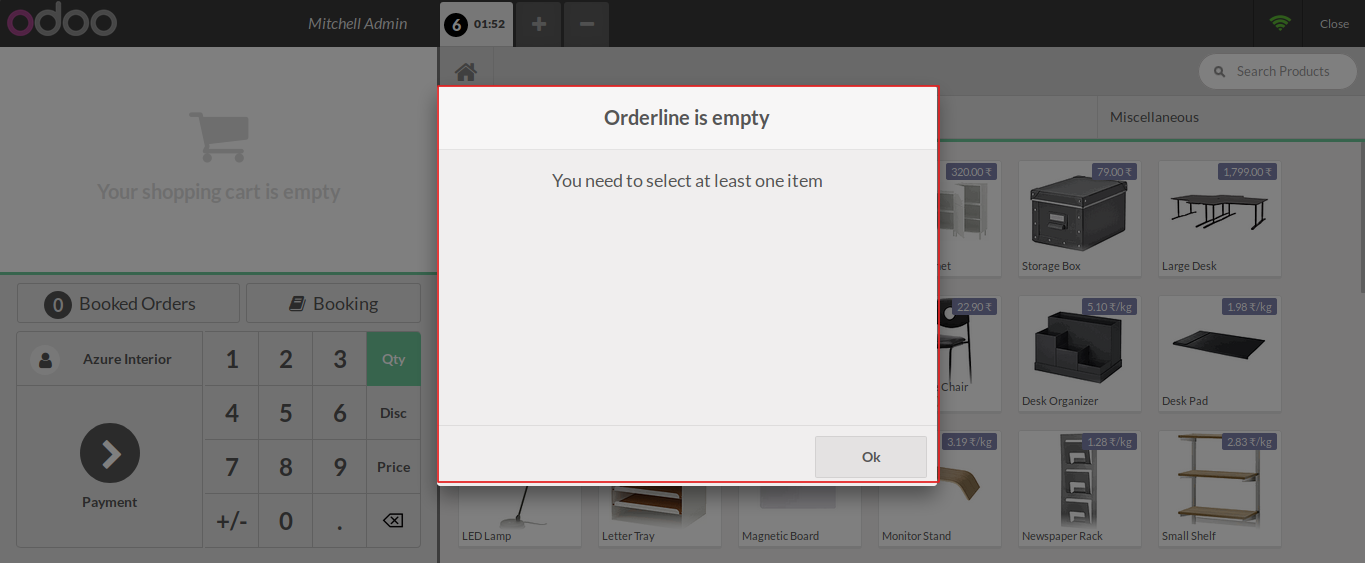 odoo
Mitchell Admin
6 01:52
Close
Search Products
Miscellaneous
Your shopping cart is empty
Orderline is empty
You need to select at least one item
Ok
0 Booked Orders
Booking
Azure Interior
1 2 3 Qty
4 5 6 Disc
7 8 9 Price
+/- 0 .
Payment
320.00 ₹
79.00 ₹
1,799.00 ₹
Storage Box
Large Desk
22.90 ₹
5.10 ₹/kg
1.98 ₹/kg
Chair
Desk Organizer
Desk Pad
3.19 ₹/kg
1.28 ₹/kg
2.83 ₹/kg
LED Lamp
Letter Tray
Magnetic Board
Monitor Stand
Newspaper Rack
Small Shelf